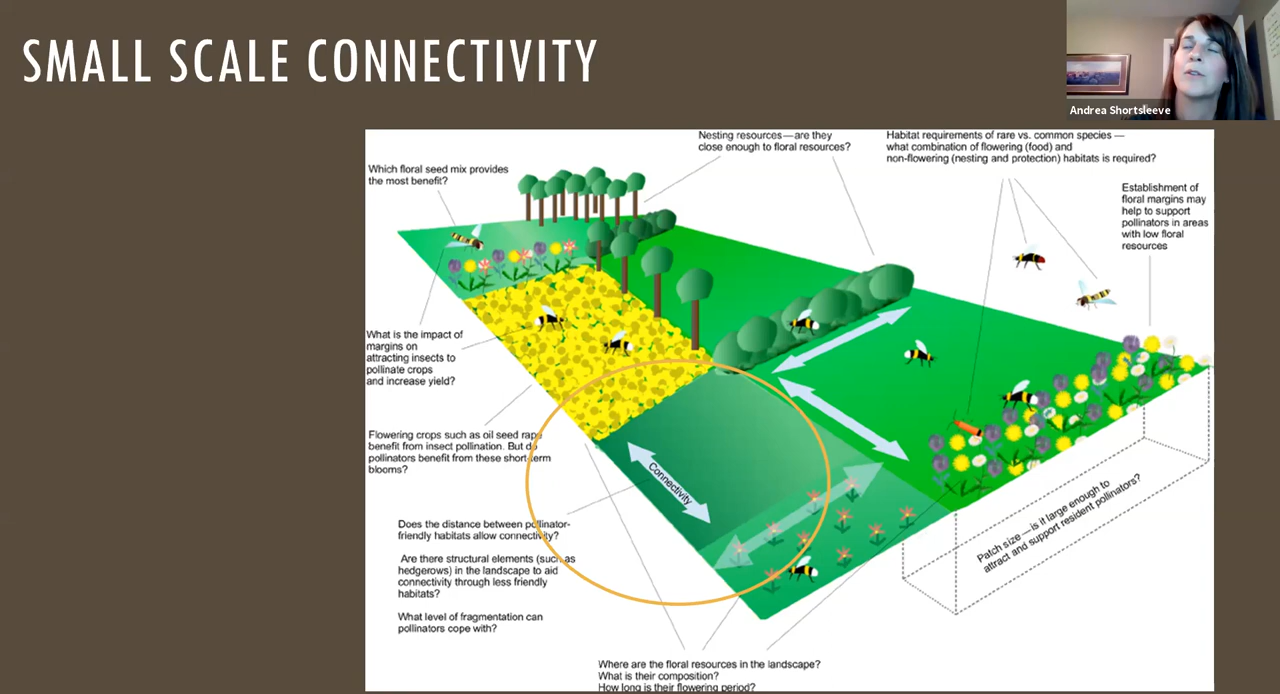 SMALL SCALE CONNECTIVITY
Andrea Shortsleeve
Nesting resources—are they
close enough to floral resources?
Habitat requirements of rare vs. common species —
what combination of flowering (food) and
non-flowering (nesting and protection) habitats is required?
Which floral seed mix provides
the most benefit?
Establishment of
floral margins may
help to support
pollinators in areas
with low floral
resources
What is the impact of
margins on
attracting insects to
pollinate crops
and increase yield?
Flowering crops such as oil seed rape
benefit from insect pollination. But do
pollinators benefit from these short-term
blooms?
Connectivity
Does the distance between pollinator-
friendly habitats allow connectivity?
Are there structural elements (such as
hedgerows) in the landscape to aid
connectivity through less friendly
habitats?
What level of fragmentation can
pollinators cope with?
Patch size—is it large enough to
attract and support resident pollinators?
Where are the floral resources in the landscape?
What is their composition?
How long is their flowering period?